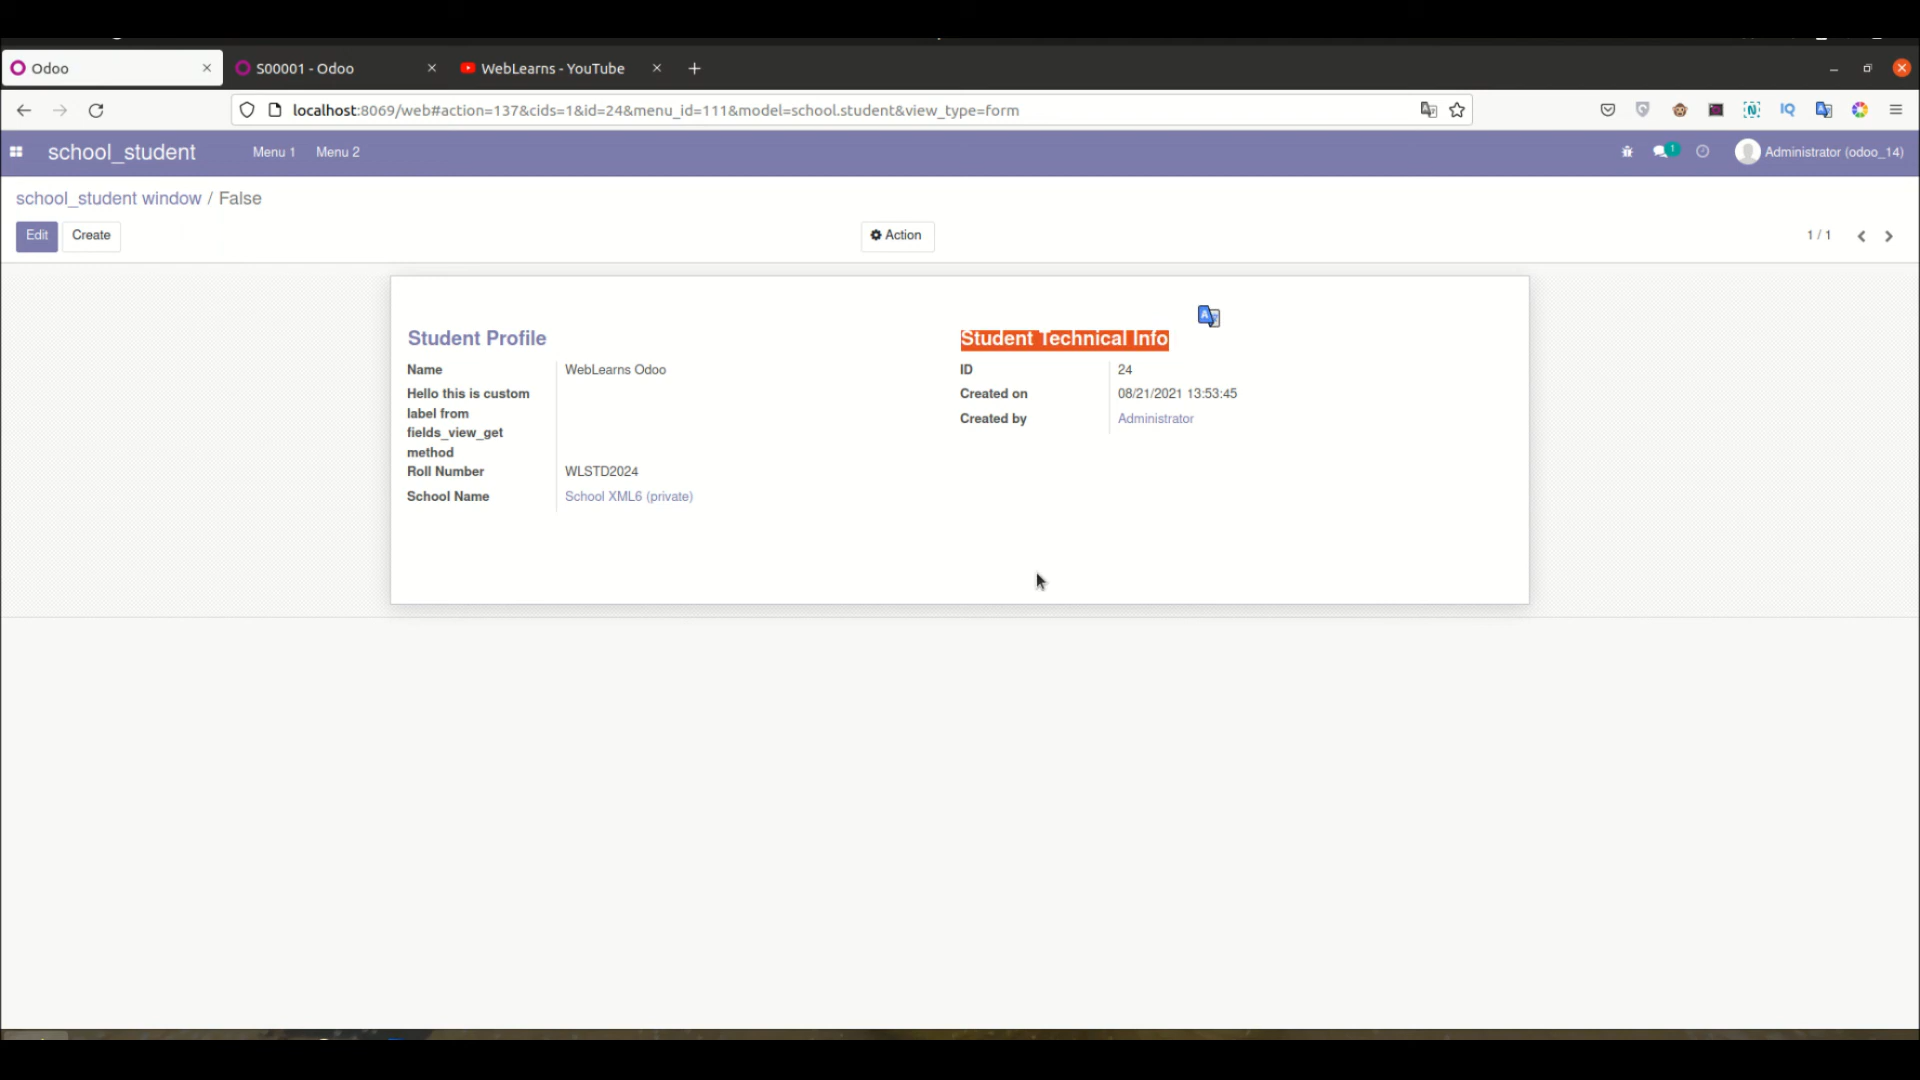 Odoo
S00001 - Odoo
WebLearns - YouTube
localhost:8069/web#action=137&cids=1&id=24&menu_id=111&model=school.student&view_type=form
IQ
school_student
Menu 1
Menu 2
1
Administrator (odoo_14)
school_student window / False
Edit
Create
Action
1 / 1
Student Profile
Name
WebLearns Odoo
Hello this is custom
label from
fields_view_get
method
Roll Number
WLSTD2024
School Name
School XML6 (private)
Student Technical Info
ID
24
Created on
08/21/2021 13:53:45
Created by
Administrator